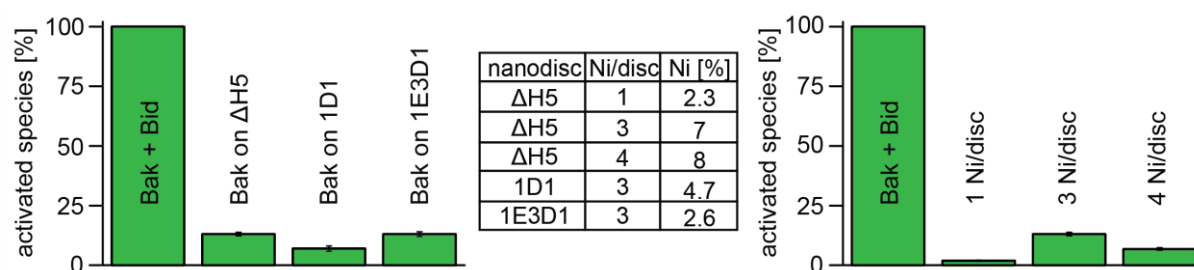 activated species [%]
100
75
50
25
0
Bak + Bid
Bak on ΔH5
Bak on 1D1
Bak on 1E3D1
nanodisc Ni/disc Ni [%]
ΔH5 1 2.3
ΔH5 3 7
ΔH5 4 8
1D1 3 4.7
1E3D1 3 2.6
activated species [%]
100
75
50
25
0
Bak + Bid
1 Ni/disc
3 Ni/disc
4 Ni/disc